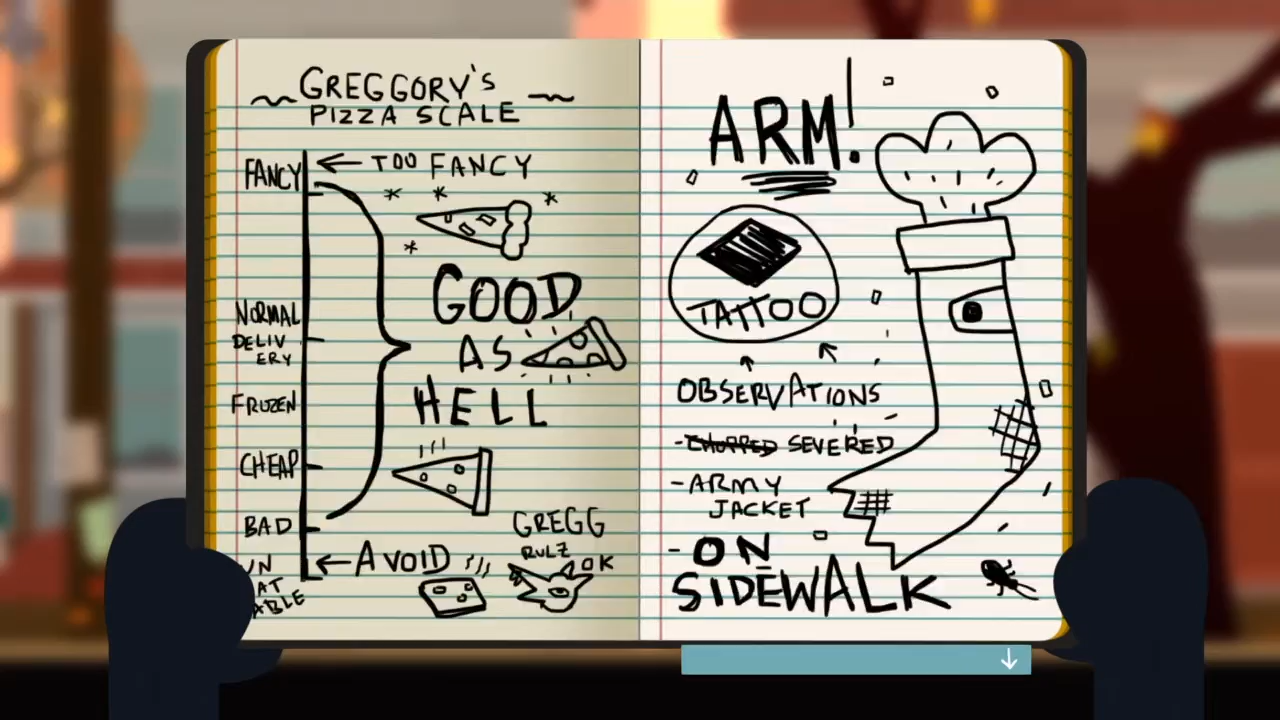 GREGGORY'S
PIZZA SCALE
FANCY
TOO FANCY
GOOD
AS
HELL
NORMAL
DELIV
ERY
FROZEN
CHEAP
BAD
AVOID
GREGG
RULZ
OK
ARM!
TATTOO
OBSERVATIONS
-CHOPPED SEVERED
-ARMY
JACKET
-ON
SIDEWALK